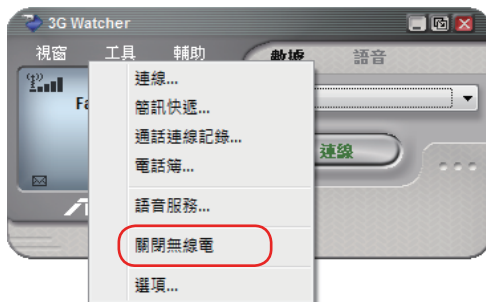 3G Watcher
視窗 工具 輔助 數據 語音
Fa
連線...
簡訊快遞...
通話連線記錄...
電話簿...
語音服務...
關閉無線電
選項...
連線